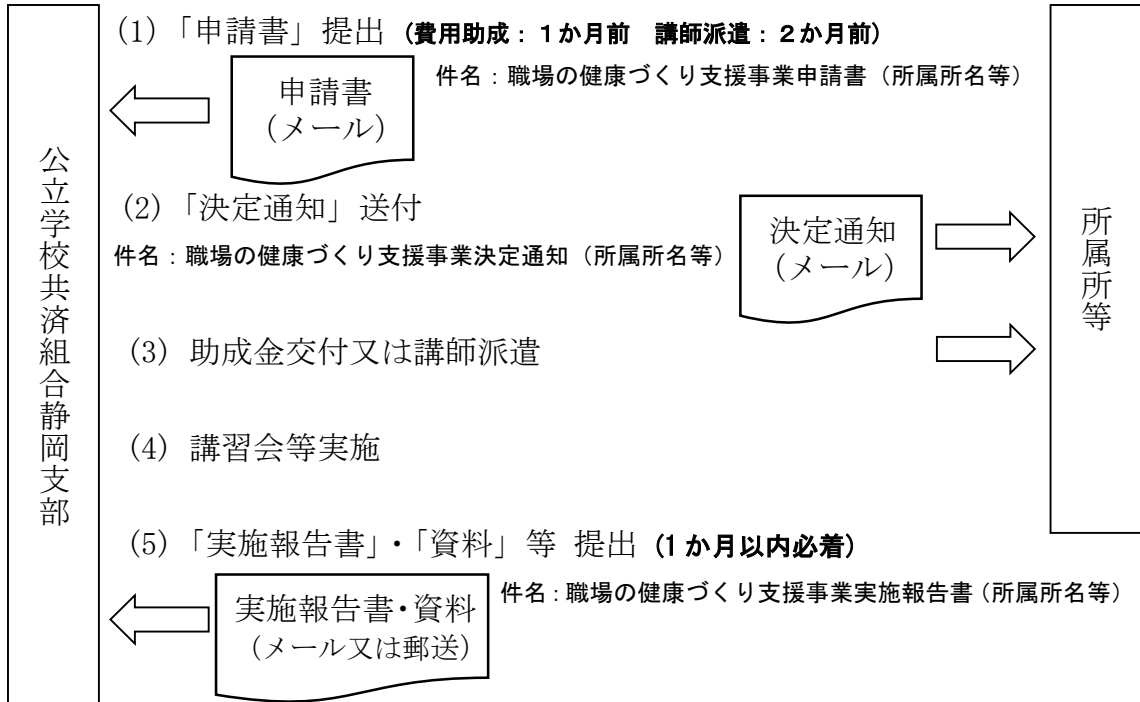 (1) 「申請書」提出 (費用助成：１か月前　講師派遣：２か月前)
申請書
(メール)
件名：職場の健康づくり支援事業申請書（所属所名等）
公立学校共済組合静岡支部
(2) 「決定通知」送付
件名：職場の健康づくり支援事業決定通知（所属所名等）
決定通知
(メール)
所属所等
(3) 助成金交付又は講師派遣
(4) 講習会等実施
(5) 「実施報告書」・「資料」等 提出 (1か月以内必着)
実施報告書・資料
(メール又は郵送)
件名：職場の健康づくり支援事業実施報告書（所属所名等）